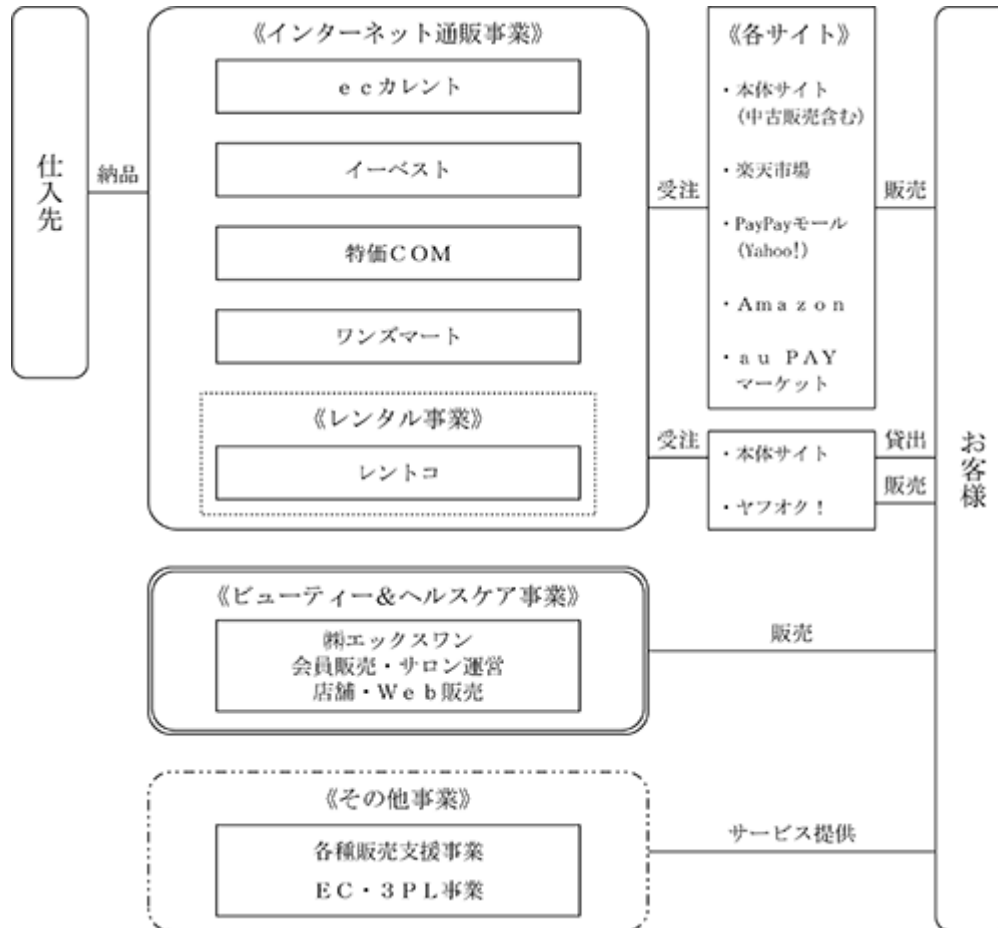 仕入先
納品
《インターネット通販事業》
ｅｃカレント
イーベスト
特価ＣＯＭ
ワンズマート
《レンタル事業》
レントコ
受注
《各サイト》
・本体サイト
(中古販売含む)
・楽天市場
・PayPayモール
(Yahoo!)
・Ａｍａｚｏｎ
・ａｕ ＰＡＹ
マーケット
販売
受注
・本体サイト
・ヤフオク！
貸出
販売
お客様
《ビューティー＆ヘルスケア事業》
㈱エックスワン
会員販売・サロン運営
店舗・Ｗｅｂ販売
販売
《その他事業》
各種販売支援事業
ＥＣ・３ＰＬ事業
サービス提供